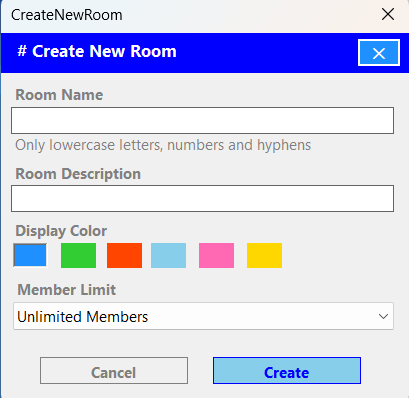 CreateNewRoom
# Create New Room
Room Name
Only lowercase letters, numbers and hyphens
Room Description
Display Color
Member Limit
Unlimited Members
Cancel
Create